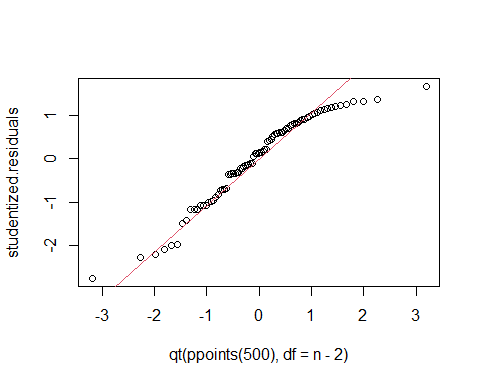 studentized.residuals
1
0
-1
-2
-3 -2 -1 0 1 2 3
qt(ppoints(500), df = n - 2)